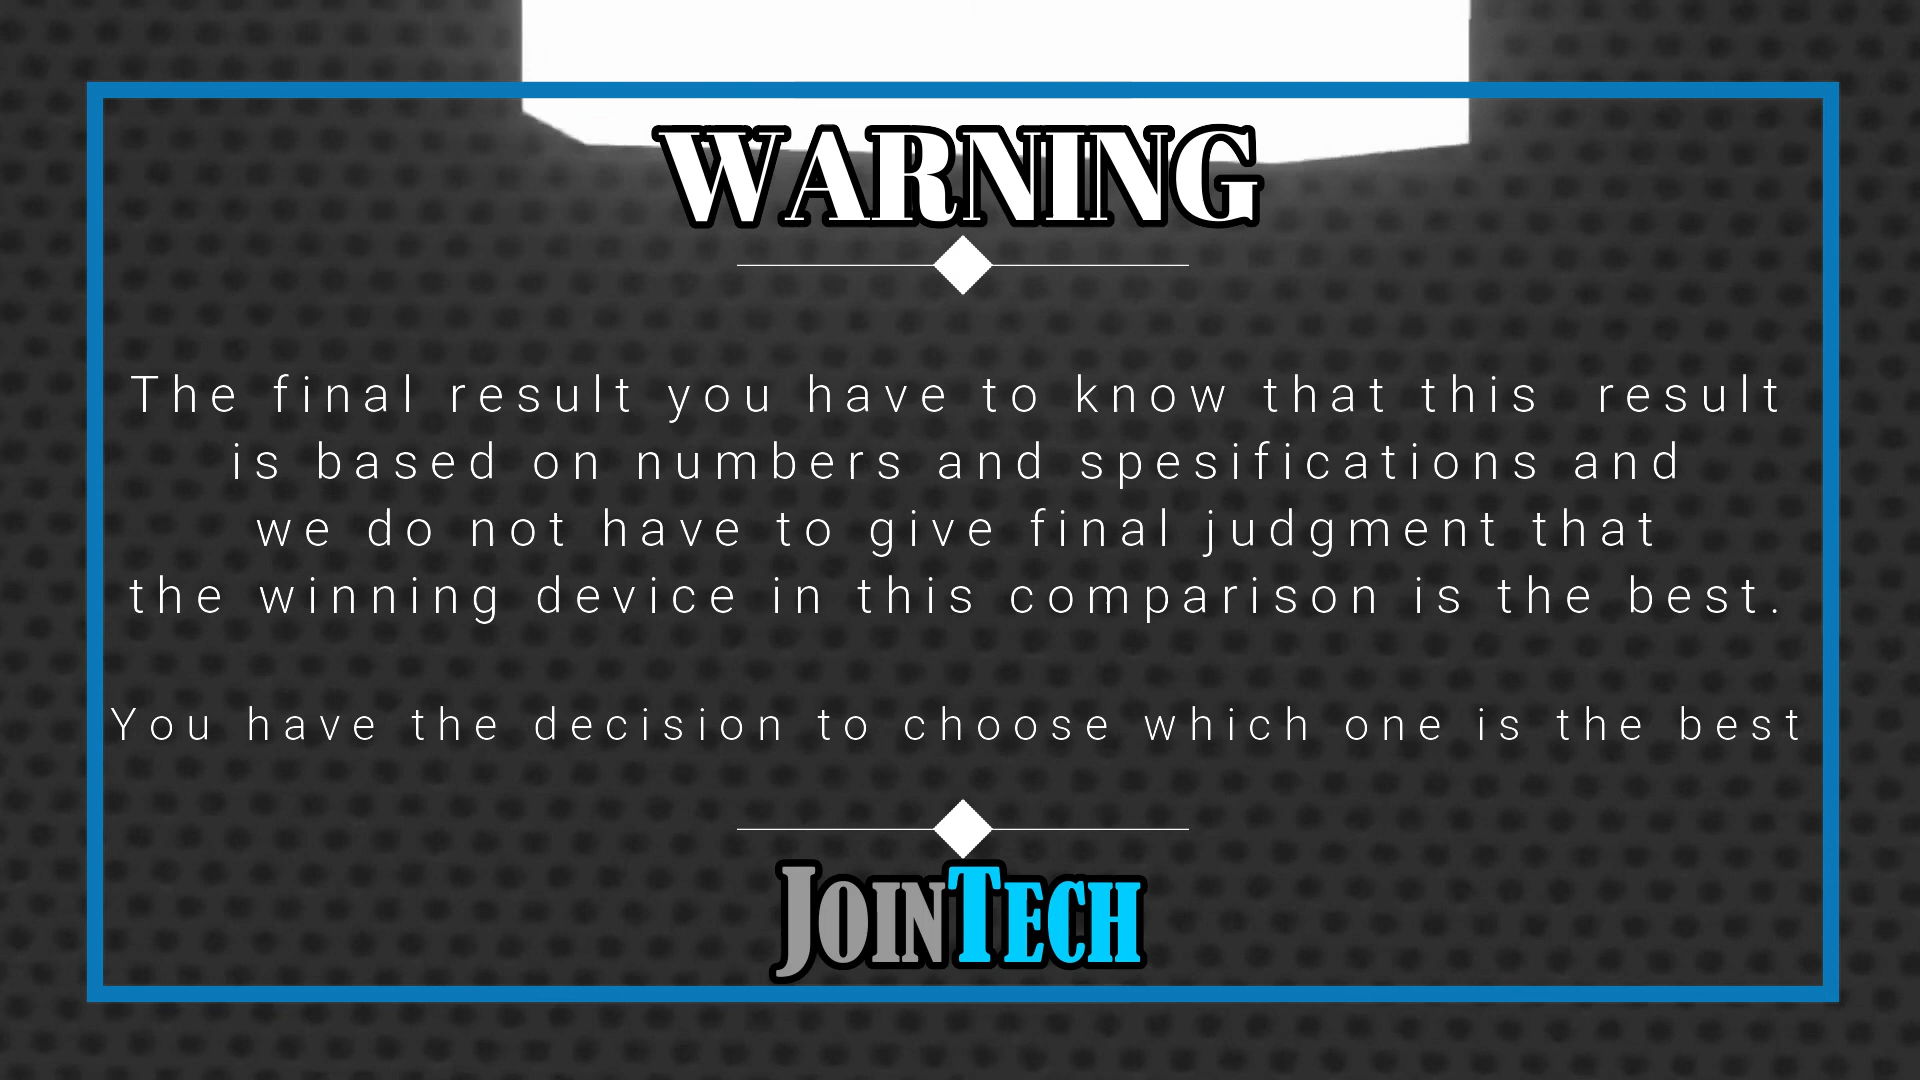 WARNING
The final result you have to know that this result
is based on numbers and spesifications and
we do not have to give final judgment that
the winning device in this comparison is the best.
You have the decision to choose which one is the best
JOINTECH